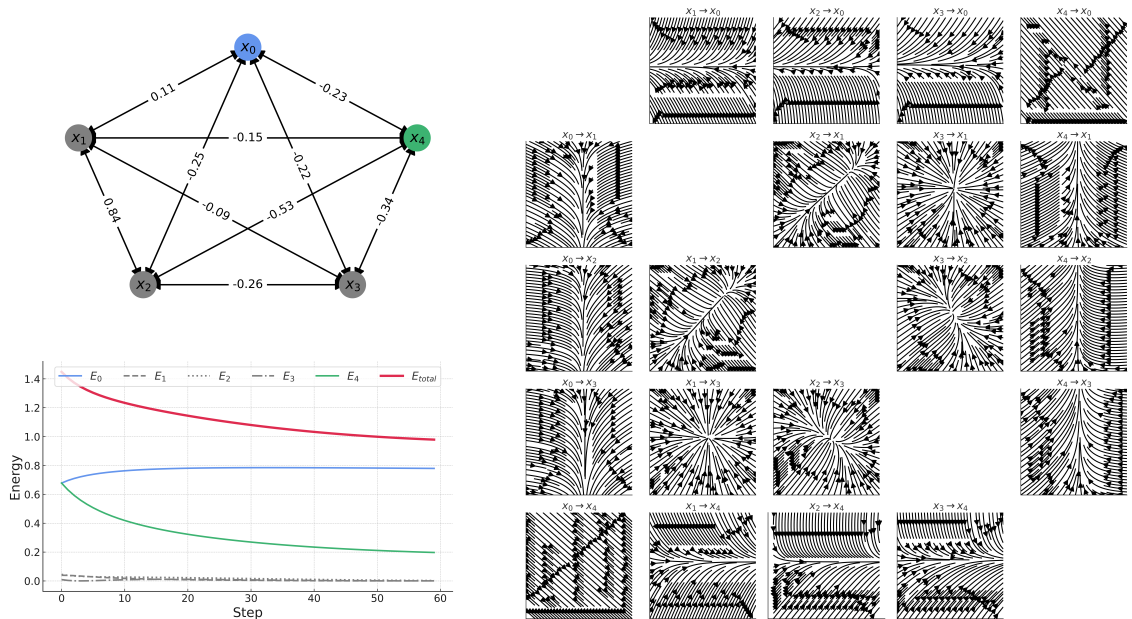 x₀
x₁
x₄
x₂
x₃
0.11
-0.23
-0.15
-0.25
-0.22
0.84
-0.09
-0.53
-0.34
-0.26
E₀ E₁ E₂ E₃ E₄ E_total
Energy
1.4
1.2
1.0
0.8
0.6
0.4
0.2
0.0
0 10 20 30 40 50 60
Step
x₁ → x₀ x₂ → x₀ x₃ → x₀ x₄ → x₀
x₀ → x₁ x₂ → x₁ x₃ → x₁ x₄ → x₁
x₀ → x₂ x₁ → x₂ x₃ → x₂ x₄ → x₂
x₀ → x₃ x₁ → x₃ x₂ → x₃ x₄ → x₃
x₀ → x₄ x₁ → x₄ x₂ → x₄ x₃ → x₄